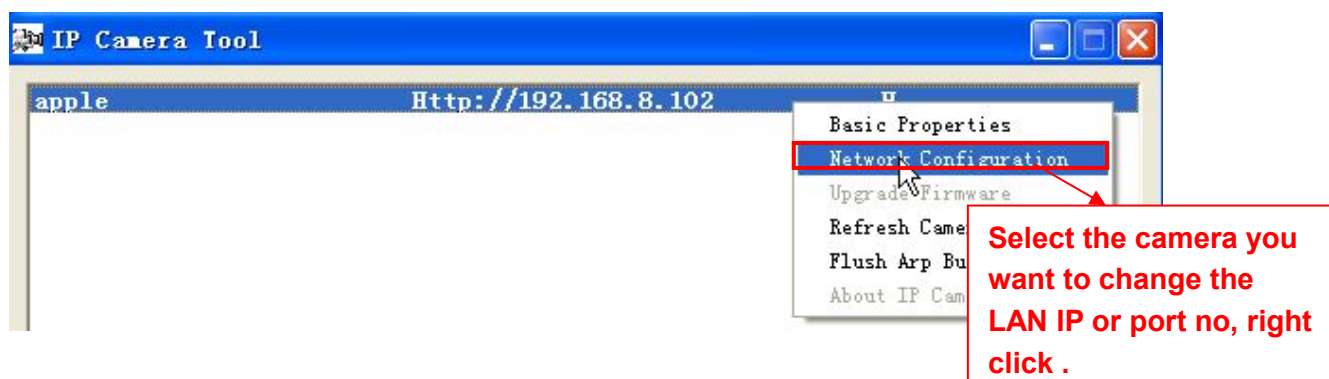 IP Camera Tool
apple Http://192.168.8.102
Basic Properties
Network Configuration
Upgrade Firmware
Refresh Came
Flush Arp Bu
About IP Cam
Select the camera you
want to change the
LAN IP or port no, right
click .